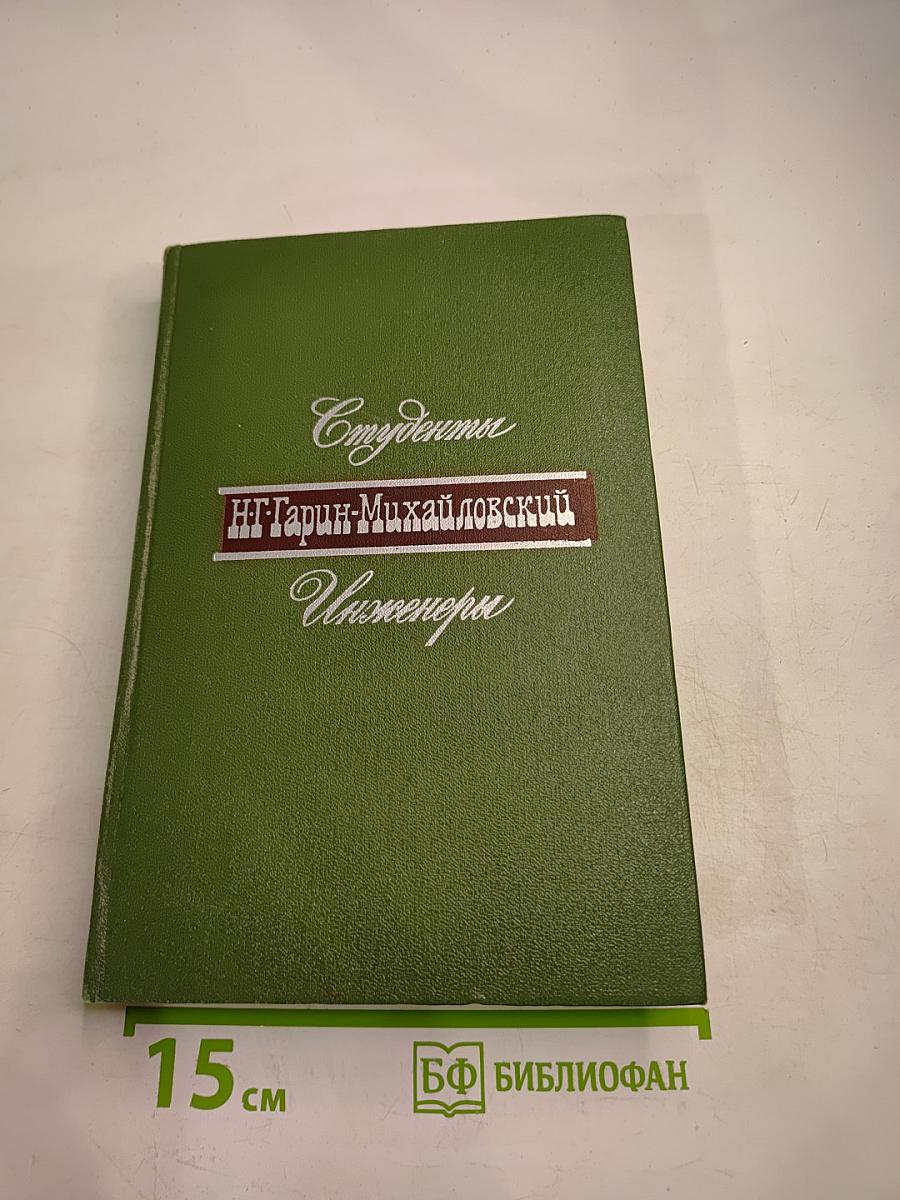 Студенты
Н·Г·Гарин-Михайловский
Инженеры
15 см
БФ БИБЛИОФАН